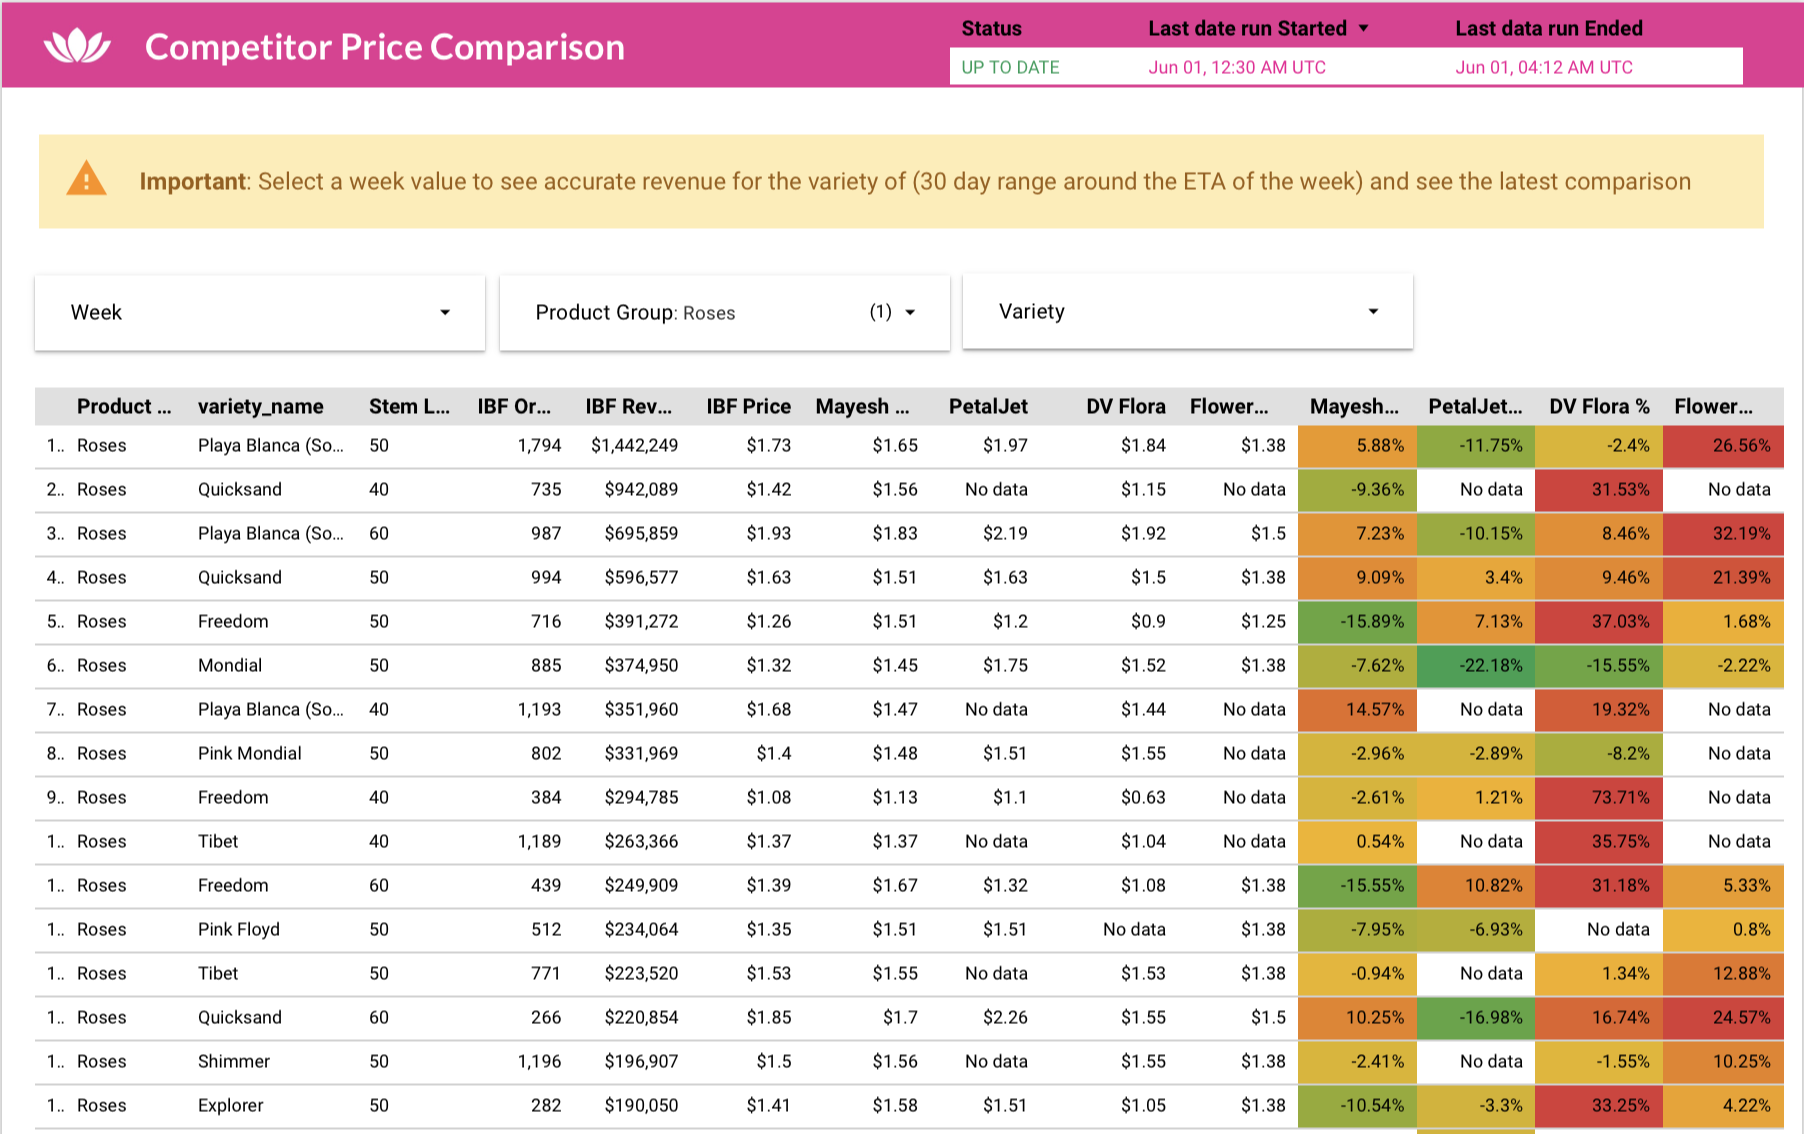 Competitor Price Comparison
Status Last date run Started Last data run Ended
UP TO DATE Jun 01, 12:30 AM UTC Jun 01, 04:12 AM UTC
Important: Select a week value to see accurate revenue for the variety of (30 day range around the ETA of the week) and see the latest comparison
Week Product Group: Roses (1) Variety
Product ... variety_name Stem L... IBF Or... IBF Rev... IBF Price Mayesh ... PetalJet DV Flora Flower... Mayesh... PetalJet... DV Flora % Flower...
1.. Roses Playa Blanca (So... 50 1,794 $1,442,249 $1.73 $1.65 $1.97 $1.84 $1.38 5.88% -11.75% -2.4% 26.56%
2.. Roses Quicksand 40 735 $942,089 $1.42 $1.56 No data $1.15 No data -9.36% No data 31.53% No data
3.. Roses Playa Blanca (So... 60 987 $695,859 $1.93 $1.83 $2.19 $1.92 $1.5 7.23% -10.15% 8.46% 32.19%
4.. Roses Quicksand 50 994 $596,577 $1.63 $1.51 $1.63 $1.5 $1.38 9.09% 3.4% 9.46% 21.39%
5.. Roses Freedom 50 716 $391,272 $1.26 $1.51 $1.2 $0.9 $1.25 -15.89% 7.13% 37.03% 1.68%
6.. Roses Mondial 50 885 $374,950 $1.32 $1.45 $1.75 $1.52 $1.38 -7.62% -22.18% -15.55% -2.22%
7.. Roses Playa Blanca (So... 40 1,193 $351,960 $1.68 $1.47 No data $1.44 No data 14.57% No data 19.32% No data
8.. Roses Pink Mondial 50 802 $331,969 $1.4 $1.48 $1.51 $1.55 No data -2.96% -2.89% -8.2% No data
9.. Roses Freedom 40 384 $294,785 $1.08 $1.13 $1.1 $0.63 No data -2.61% 1.21% 73.71% No data
1.. Roses Tibet 40 1,189 $263,366 $1.37 $1.37 No data $1.04 No data 0.54% No data 35.75% No data
1.. Roses Freedom 60 439 $249,909 $1.39 $1.67 $1.32 $1.08 $1.38 -15.55% 10.82% 31.18% 5.33%
1.. Roses Pink Floyd 50 512 $234,064 $1.35 $1.51 $1.51 No data $1.38 -7.95% -6.93% No data 0.8%
1.. Roses Tibet 50 771 $223,520 $1.53 $1.55 No data $1.53 $1.38 -0.94% No data 1.34% 12.88%
1.. Roses Quicksand 60 266 $220,854 $1.85 $1.7 $2.26 $1.55 $1.5 10.25% -16.98% 16.74% 24.57%
1.. Roses Shimmer 50 1,196 $196,907 $1.5 $1.56 No data $1.55 $1.38 -2.41% No data -1.55% 10.25%
1.. Roses Explorer 50 282 $190,050 $1.41 $1.58 $1.51 $1.05 $1.38 -10.54% -3.3% 33.25% 4.22%